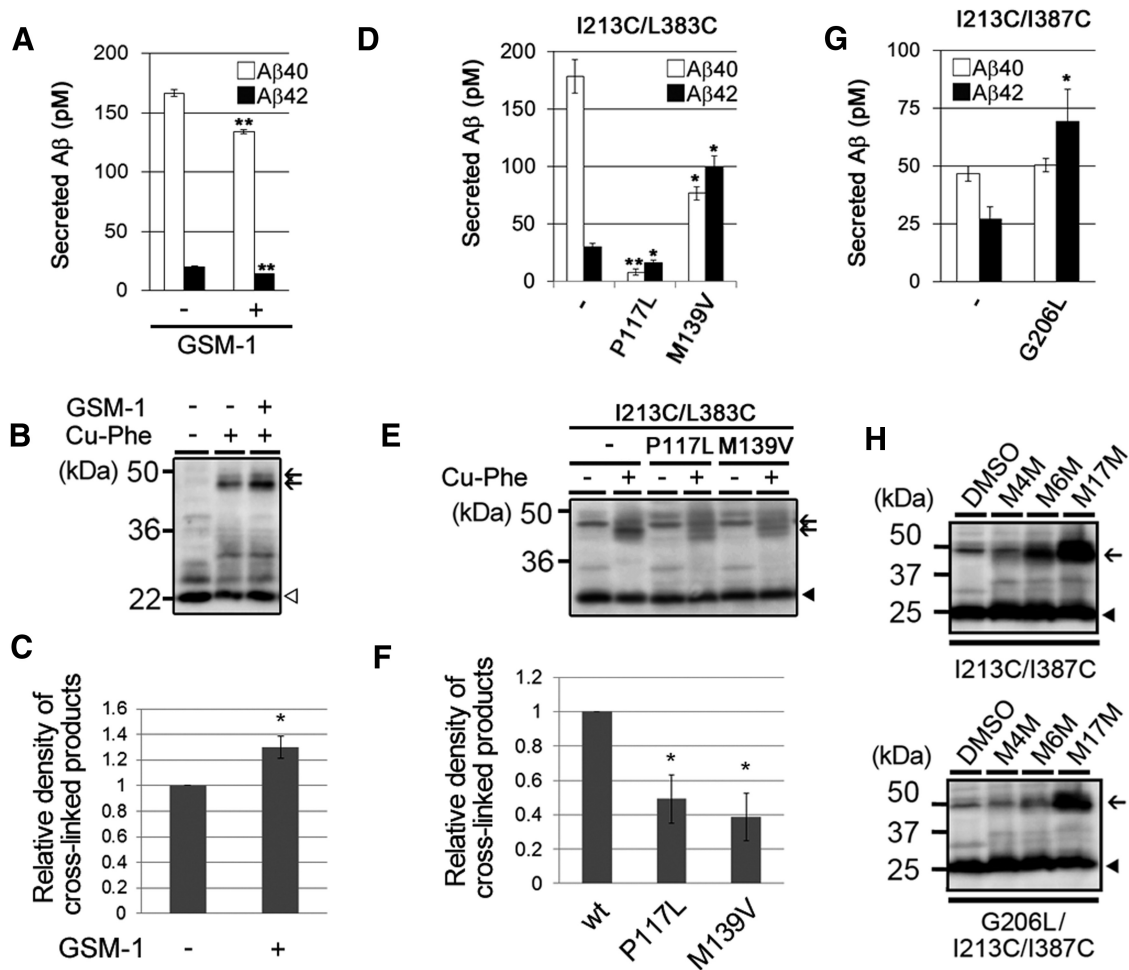 A
200
150
100
50
0
Secreted Aβ (pM)
Aβ40
Aβ42
**
**
- +
GSM-1
B
GSM-1 - - +
Cu-Phe - + +
(kDa)
50
36
22
C
Relative density of
cross-linked products
1.6
1.4
1.2
1
0.8
0.6
0.4
0.2
0
*
GSM-1 - +
D
I213C/L383C
200
150
100
50
0
Secreted Aβ (pM)
Aβ40
Aβ42
** *
* *
-
P117L
M139V
E
I213C/L383C
- P117L M139V
Cu-Phe - + - + - +
(kDa)
50
36
F
Relative density of
cross-linked products
1.2
1
0.8
0.6
0.4
0.2
0
*
*
wt
P117L
M139V
G
I213C/I387C
100
75
50
25
0
Secreted Aβ (pM)
Aβ40
Aβ42
*
-
G206L
H
DMSO
M4M
M6M
M17M
(kDa)
50
37
25
I213C/I387C
DMSO
M4M
M6M
M17M
(kDa)
50
37
25
G206L/
I213C/I387C